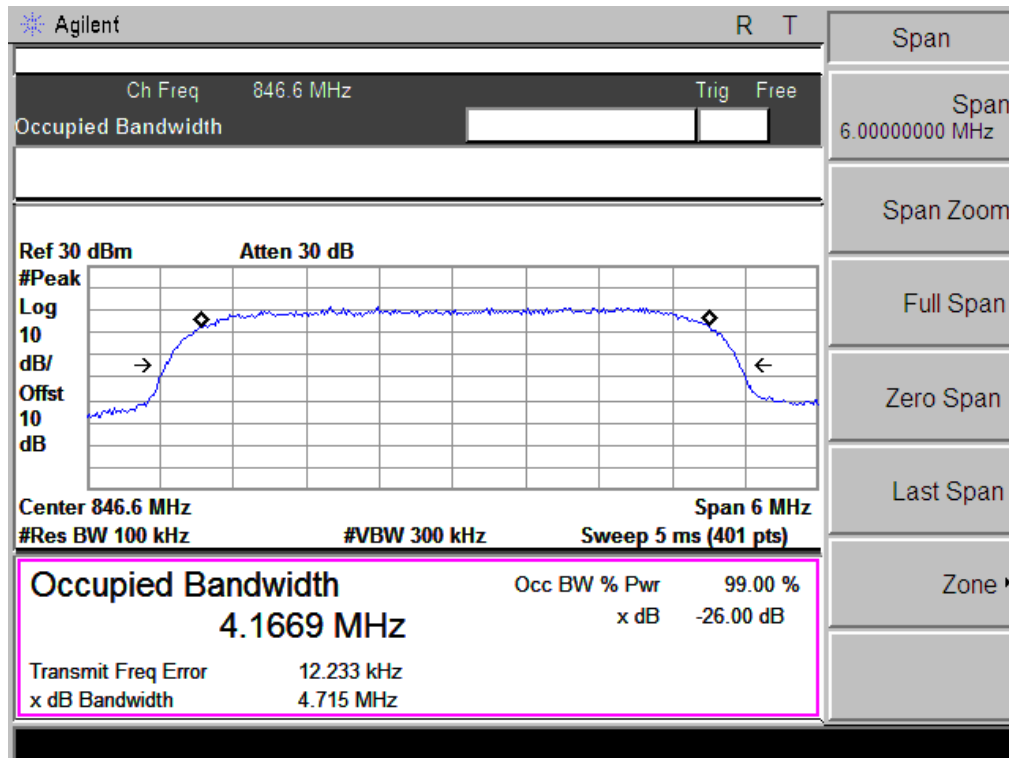 Agilent R T
Ch Freq 846.6 MHz Trig Free
Occupied Bandwidth
Ref 30 dBm Atten 30 dB
#Peak
Log
10
dB/
Offst
10
dB
Center 846.6 MHz Span 6 MHz
#Res BW 100 kHz #VBW 300 kHz Sweep 5 ms (401 pts)
Occupied Bandwidth Occ BW % Pwr 99.00 %
4.1669 MHz x dB -26.00 dB
Transmit Freq Error 12.233 kHz
x dB Bandwidth 4.715 MHz
Span
Span
6.00000000 MHz
Span Zoom
Full Span
Zero Span
Last Span
Zone